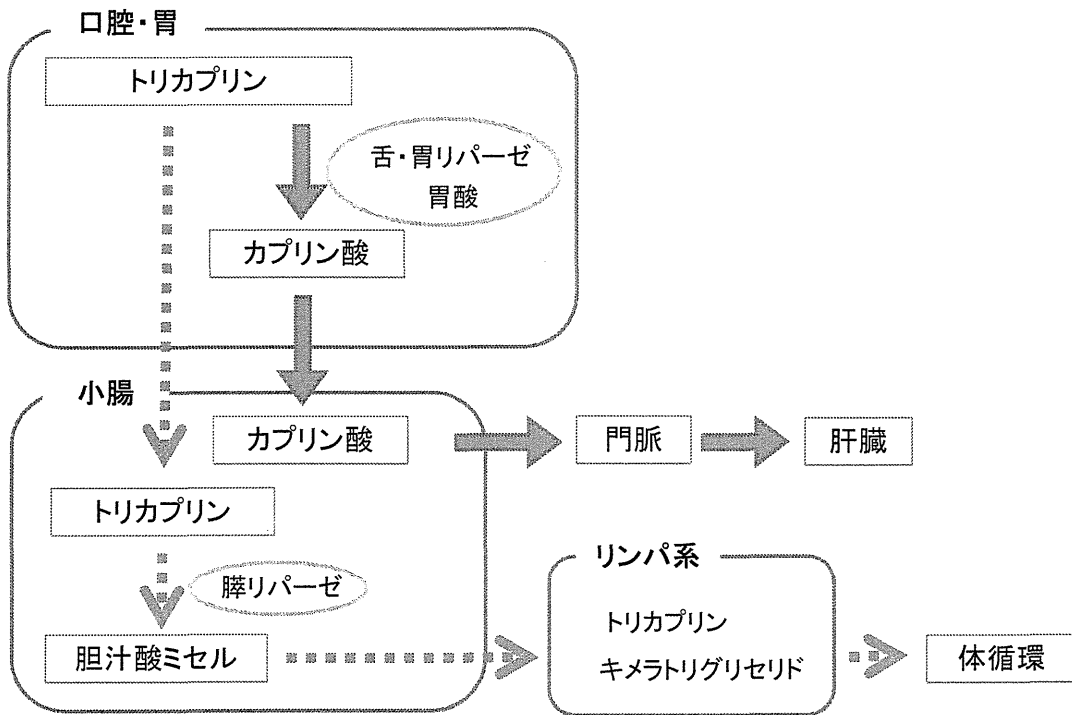 口腔・胃
トリカプリン
舌・胃リパーゼ
胃酸
カプリン酸
小腸
カプリン酸
門脈
肝臓
トリカプリン
膵リパーゼ
胆汁酸ミセル
リンパ系
トリカプリン
キメラトリグリセリド
体循環